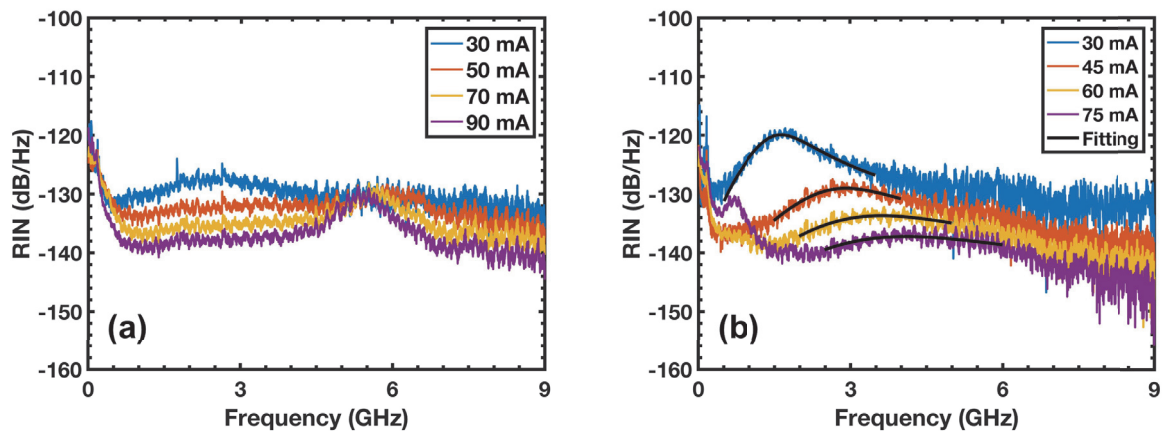 -100
-110
-120
-130
-140
-150
-160
RIN (dB/Hz)
30 mA
50 mA
70 mA
90 mA
(a)
0 3 6 9
Frequency (GHz)
-100
-110
-120
-130
-140
-150
-160
RIN (dB/Hz)
30 mA
45 mA
60 mA
75 mA
Fitting
(b)
0 3 6 9
Frequency (GHz)